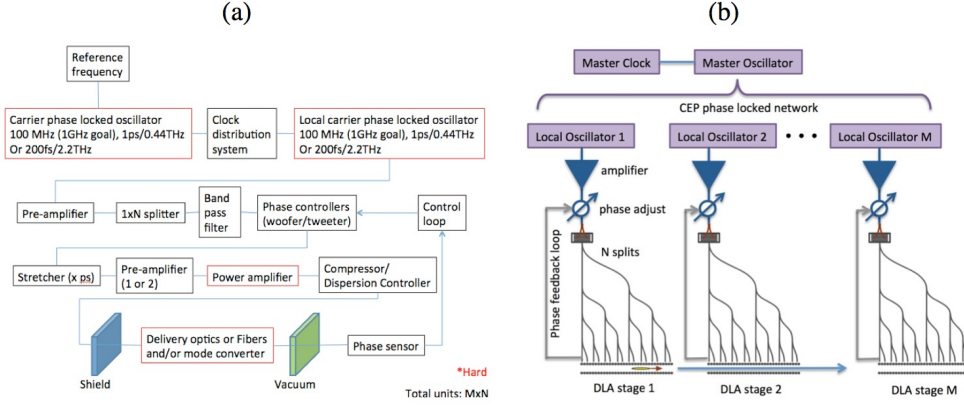 (a)
Reference
frequency
Carrier phase locked oscillator
100 MHz (1GHz goal), 1ps/0.44THz
Or 200fs/2.2THz
Clock
distribution
system
Local carrier phase locked oscillator
100 MHz (1GHz goal), 1ps/0.44THz
Or 200fs/2.2THz
Pre-amplifier
1xN splitter
Band
pass
filter
Phase controllers
(woofer/tweeter)
Control
loop
Stretcher (x ps)
Pre-amplifier
(1 or 2)
Power amplifier
Compressor/
Dispersion Controller
Shield
Delivery optics or Fibers
and/or mode converter
Vacuum
Phase sensor
*Hard
Total units: MxN
(b)
Master Clock
Master Oscillator
CEP phase locked network
Local Oscillator 1
Local Oscillator 2
Local Oscillator M
amplifier
phase adjust
N splits
Phase feedback loop
DLA stage 1
DLA stage 2
DLA stage M